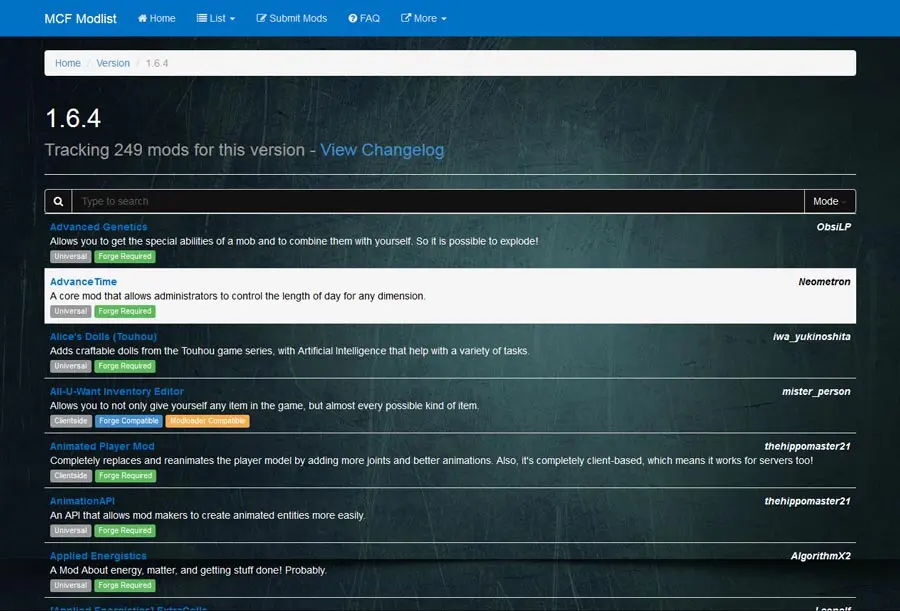 MCF Modlist Home List Submit Mods FAQ More
Home / Version / 1.6.4
1.6.4
Tracking 249 mods for this version - View Changelog
Type to search Mode
Advanced Genetics ObsiLP
Allows you to get the special abilities of a mob and to combine them with yourself. So it is possible to explode!
Universal Forge Required
AdvanceTime Neometron
A core mod that allows administrators to control the length of day for any dimension.
Universal Forge Required
Alice's Dolls (Touhou) iwa_yukinoshita
Adds craftable dolls from the Touhou game series, with Artificial Intelligence that help with a variety of tasks.
Universal Forge Required
All-U-Want Inventory Editor mister_person
Allows you to not only give yourself any item in the game, but almost every possible kind of item.
Clientside Forge Compatible Modloader Compatible
Animated Player Mod thehippomaster21
Completely replaces and reanimates the player model by adding more joints and better animations. Also, it's completely client-based, which means it works for servers too!
Clientside Forge Required
AnimationAPI thehippomaster21
An API that allows mod makers to create animated entities more easily.
Universal Forge Required
Applied Energistics AlgorithmX2
A Mod About energy, matter, and getting stuff done! Probably.
Universal Forge Required
[Applied Energistics] ExtraCells